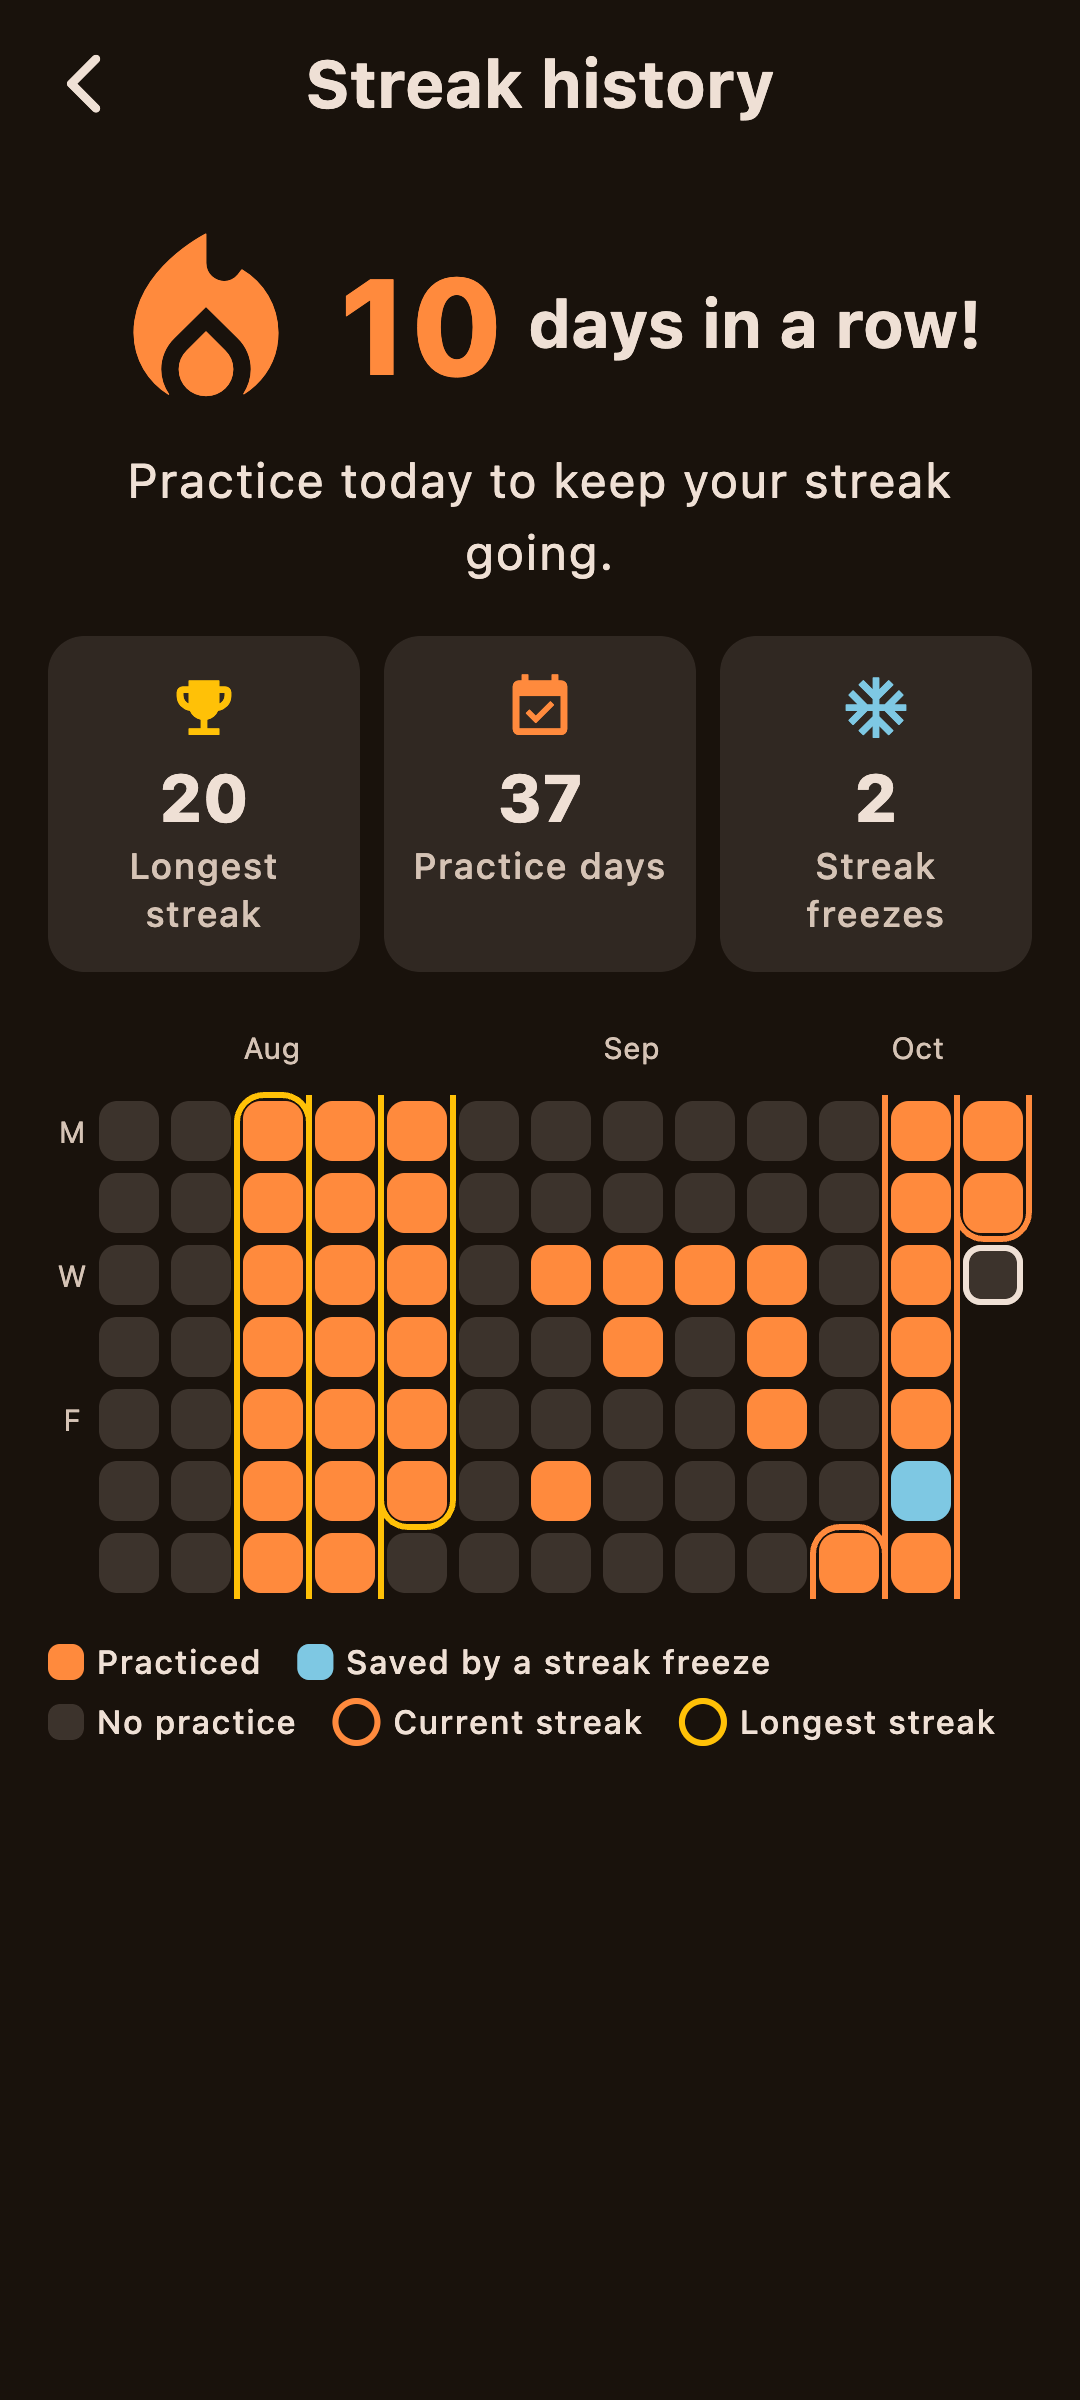 Streak history
10 days in a row!
Practice today to keep your streak
going.
20
Longest
streak
37
Practice days
2
Streak
freezes
Aug Sep Oct
M
W
F
Practiced Saved by a streak freeze
No practice Current streak Longest streak